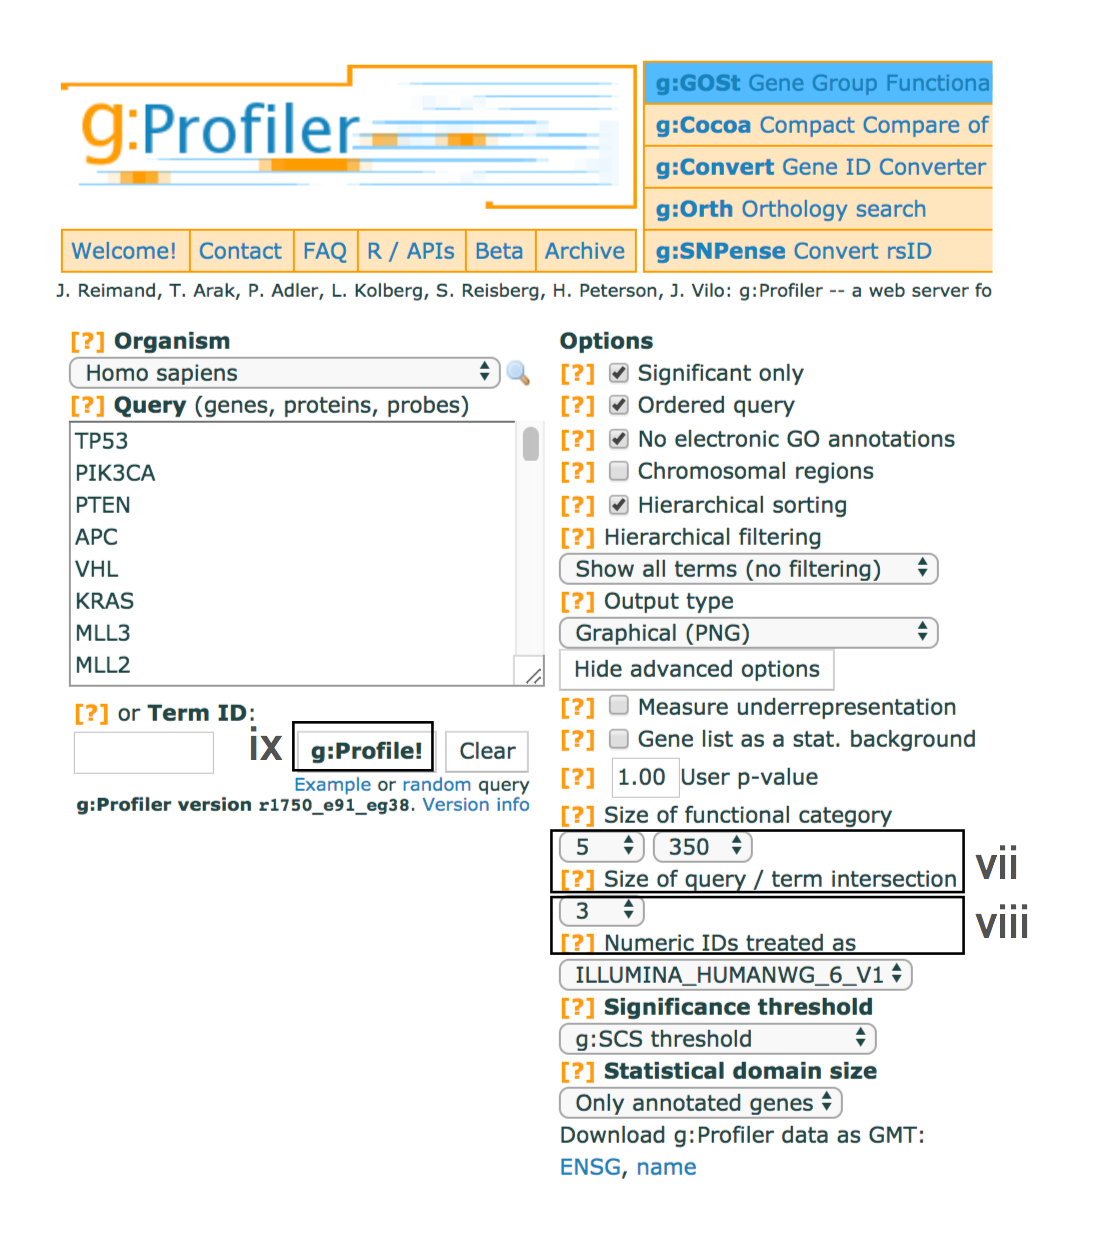 g:Profiler
g:GOSt Gene Group Functiona
g:Cocoa Compact Compare of
g:Convert Gene ID Converter
g:Orth Orthology search
g:SNPense Convert rsID
Welcome! Contact FAQ R / APIs Beta Archive
J. Reimand, T. Arak, P. Adler, L. Kolberg, S. Reisberg, H. Peterson, J. Vilo: g:Profiler -- a web server fo
[?] Organism
Homo sapiens
[?] Query (genes, proteins, probes)
TP53
PIK3CA
PTEN
APC
VHL
KRAS
MLL3
MLL2
[?] or Term ID:
ix
g:Profile! Clear
Example or random query
g:Profiler version r1750_e91_eg38. Version info
Options
[?] Significant only
[?] Ordered query
[?] No electronic GO annotations
[?] Chromosomal regions
[?] Hierarchical sorting
[?] Hierarchical filtering
Show all terms (no filtering)
[?] Output type
Graphical (PNG)
Hide advanced options
[?] Measure underrepresentation
[?] Gene list as a stat. background
[?] 1.00 User p-value
[?] Size of functional category
5 350
vii
[?] Size of query / term intersection
3
viii
[?] Numeric IDs treated as
ILLUMINA_HUMANWG_6_V1
[?] Significance threshold
g:SCS threshold
[?] Statistical domain size
Only annotated genes
Download g:Profiler data as GMT:
ENSG, name